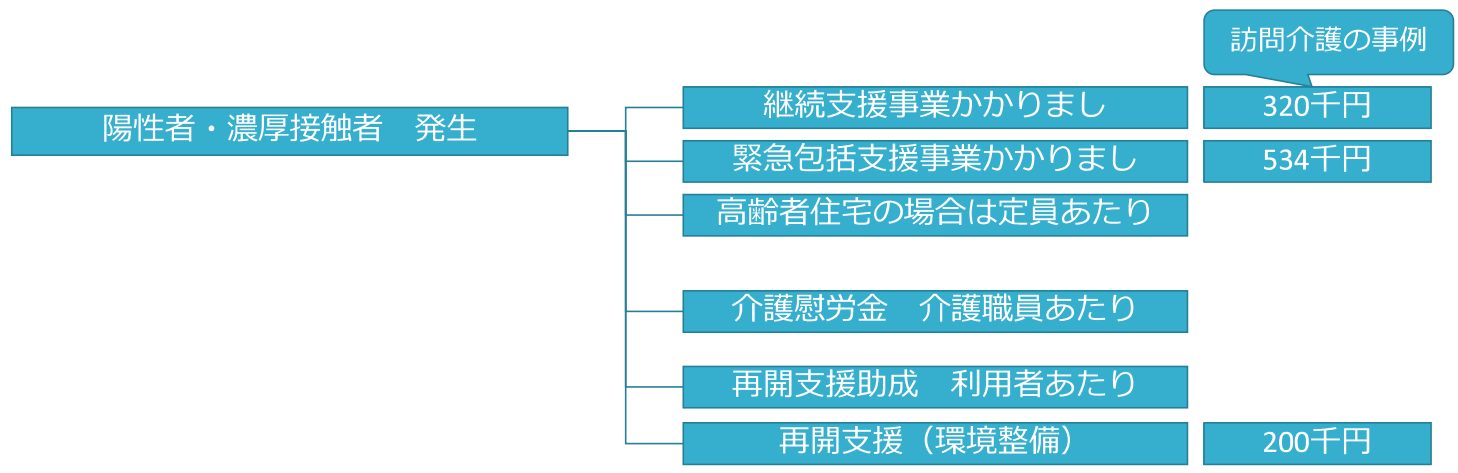 訪問介護の事例
陽性者・濃厚接触者　発生
継続支援事業かかりまし
320千円
緊急包括支援事業かかりまし
534千円
高齢者住宅の場合は定員あたり
介護慰労金　介護職員あたり
再開支援助成　利用者あたり
再開支援（環境整備）
200千円